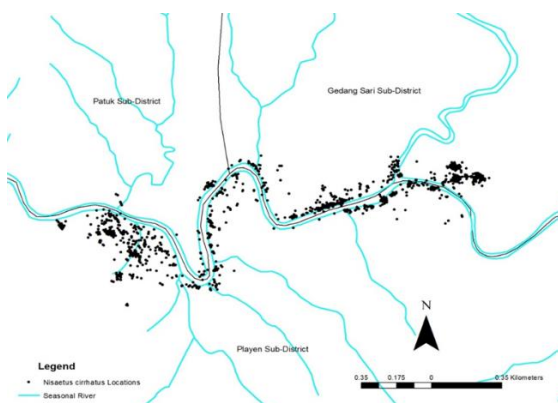 Patuk Sub-District
Gedang Sari Sub-District
Playen Sub-District
N
Legend
Nisaetus cirrhatus Locations
Seasonal River
0.35 0.175 0 0.35 Kilometers